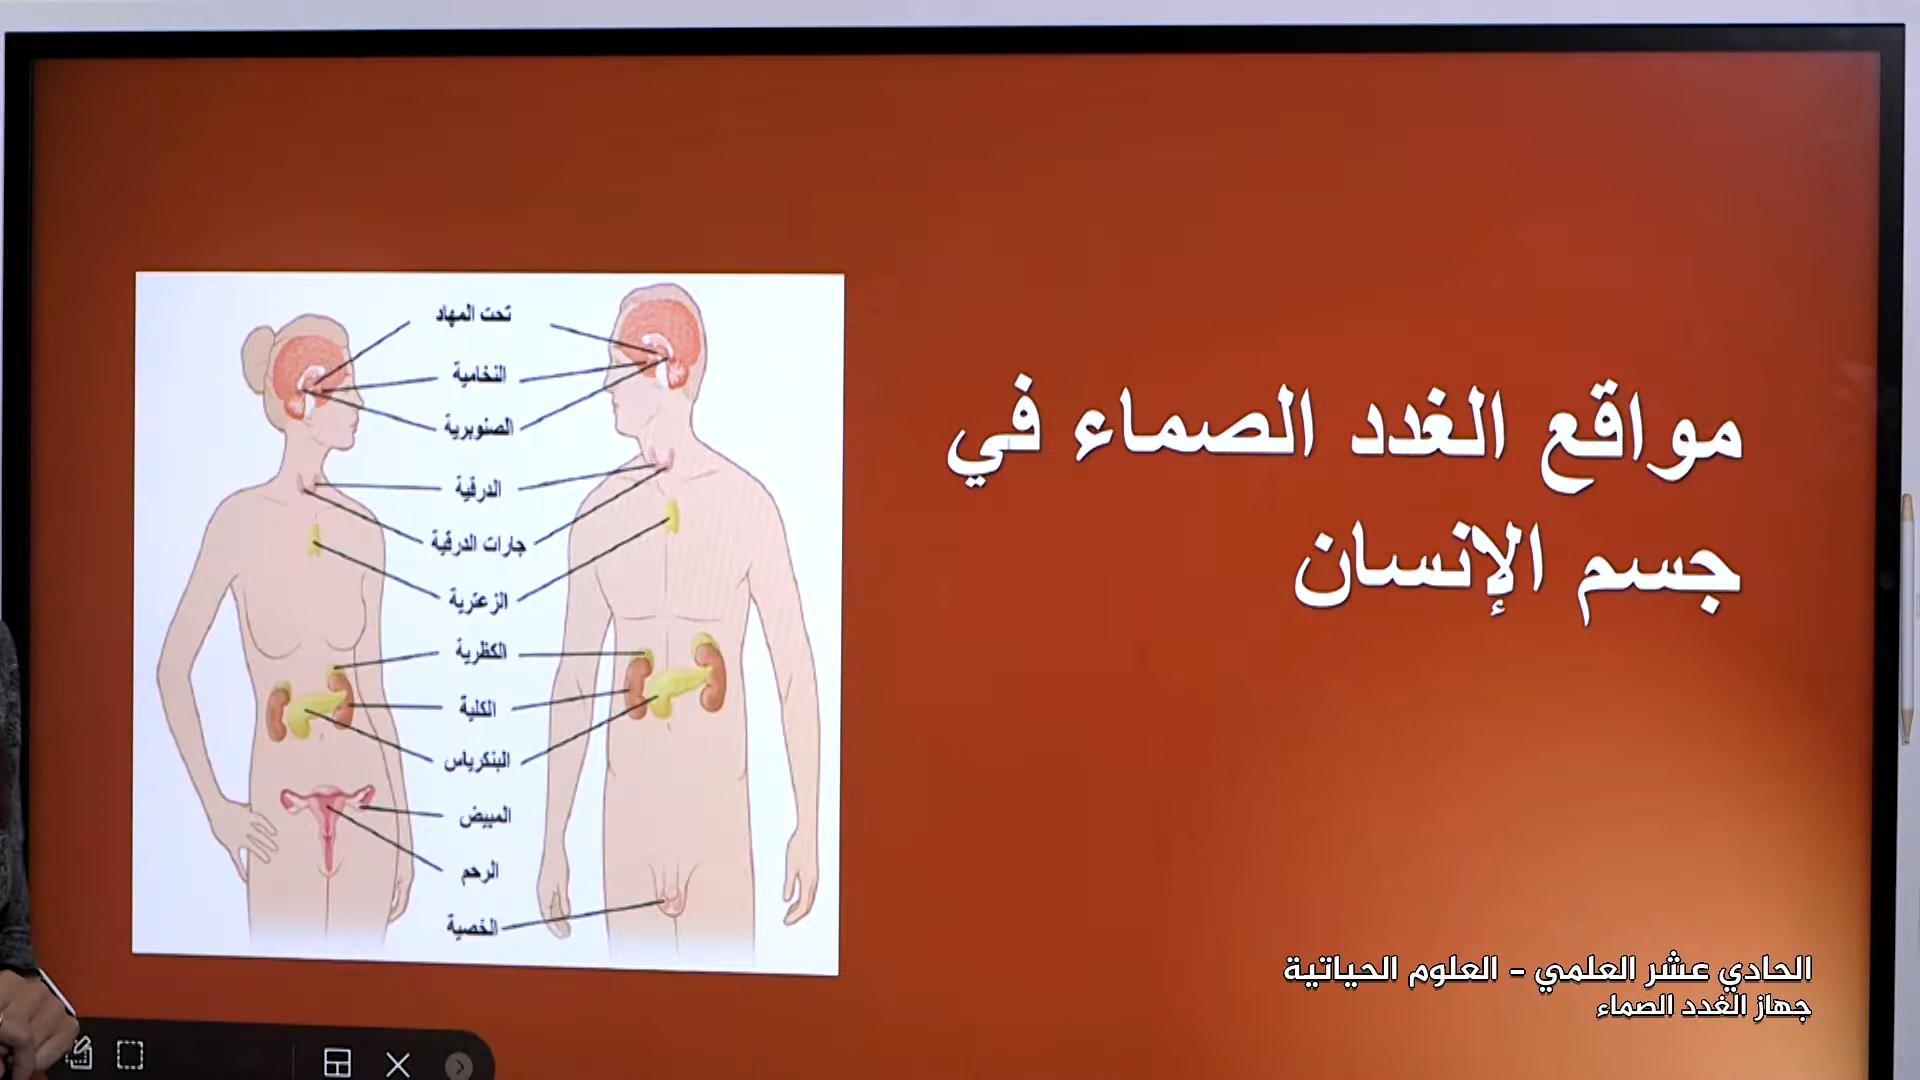 مواقع الغدد الصماء في
جسم الإنسان
تحت المهاد
النخامية
الصنوبرية
الدرقية
جارات الدرقية
الزعترية
الكظرية
الكلية
البنكرياس
المبيض
الرحم
الخصية
الحادي عشر العلمي - العلوم الحياتية
جهاز الغدد الصماء